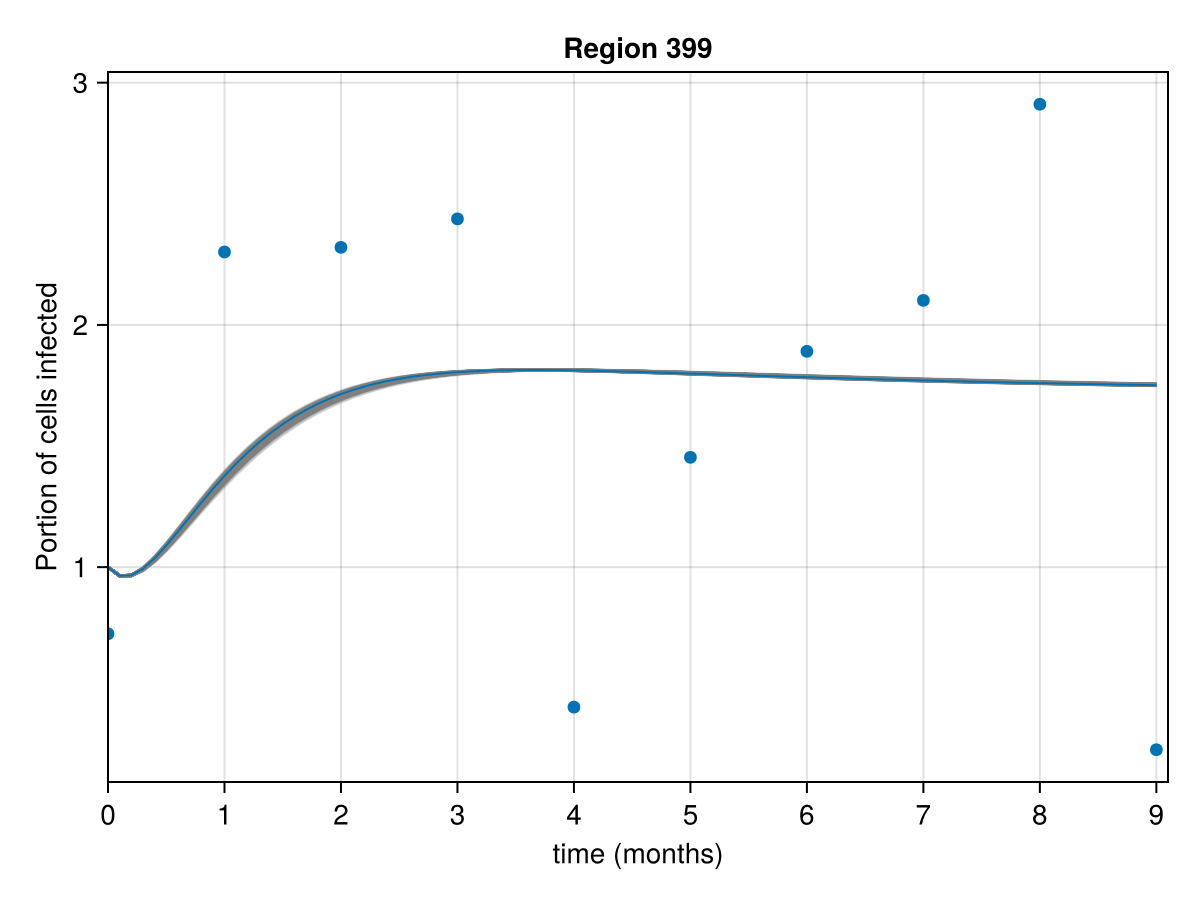 Region 399
Portion of cells infected
3
2
1
0 1 2 3 4 5 6 7 8 9
time (months)